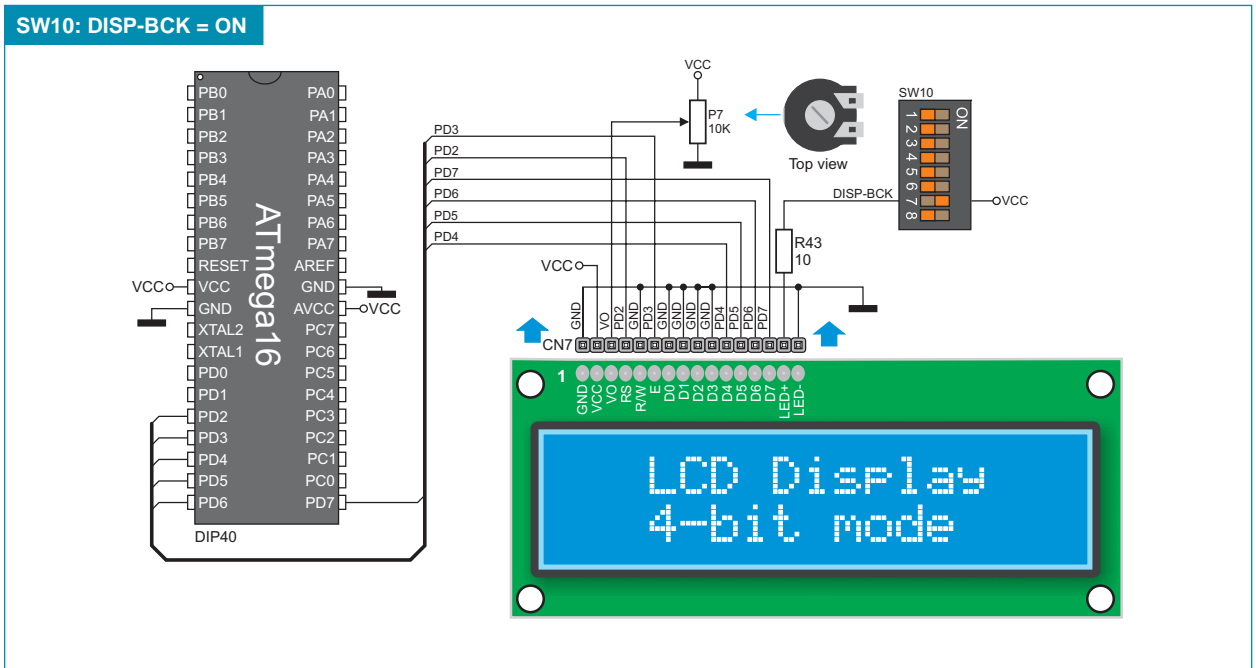 SW10: DISP-BCK = ON
PB0 PA0
PB1 PA1
PB2 PA2
PB3 PA3
PB4 PA4
PB5 PA5
PB6 PA6
PB7 PA7
RESET AREF
VCC VCC GND
GND AVCC VCC
XTAL2 PC7
XTAL1 PC6
PD0 PC5
PD1 PC4
PD2 PC3
PD3 PC2
PD4 PC1
PD5 PC0
PD6 PD7
ATmega16
DIP40
PD3
PD2
PD7
PD6
PD5
PD4
VCC
P7
10K
Top view
SW10
ON
1
2
3
4
5
6
7
8
DISP-BCK
VCC
R43
10
VCC
GND VO PD2 GND PD3 GND GND GND GND PD4 PD5 PD6 PD7
CN7
1
GND VCC VO RS R/W E D0 D1 D2 D3 D4 D5 D6 D7 LED+ LED-
LCD Display
4-bit mode